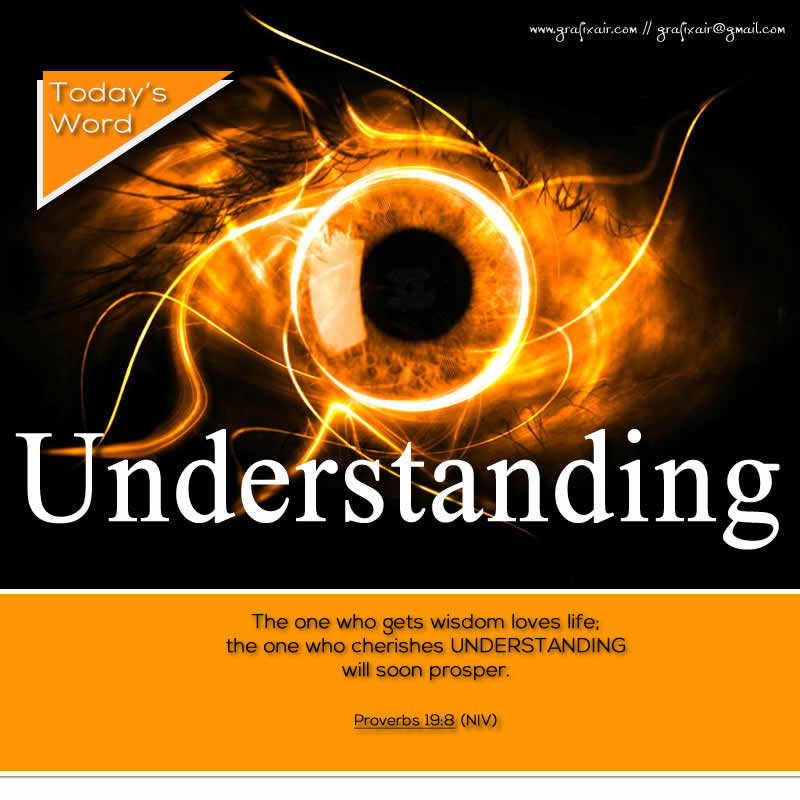 www.grafixair.com // grafixair@gmail.com
Today's
Word
Understanding
The one who gets wisdom loves life;
the one who cherishes UNDERSTANDING
will soon prosper.
Proverbs 19:8 (NIV)